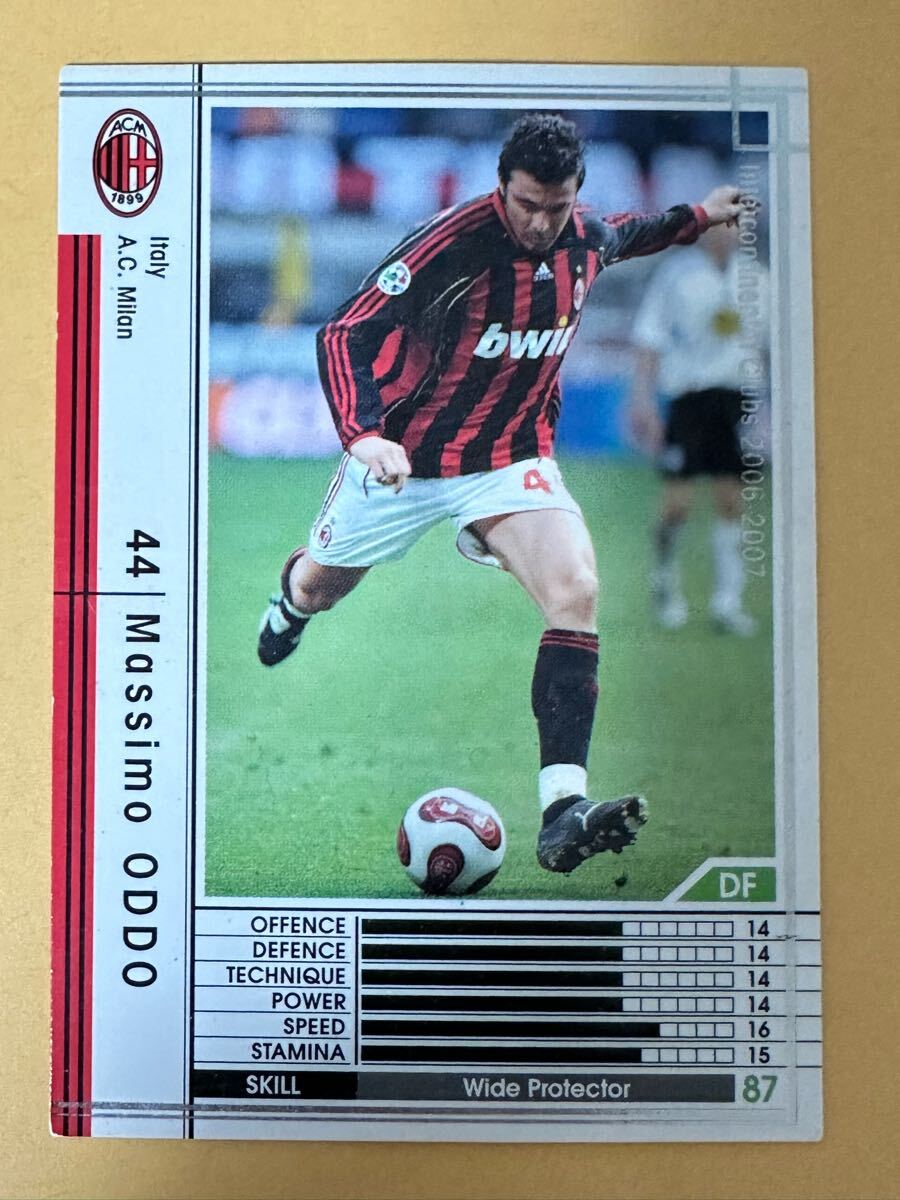 ACM
1899
Italy
A.C. Milan
44 Massimo ODDO
adidas
bwin
4
Intercontinental Clubs 2006-2007
DF
OFFENCE 14
DEFENCE 14
TECHNIQUE 14
POWER 14
SPEED 16
STAMINA 15
SKILL Wide Protector 87